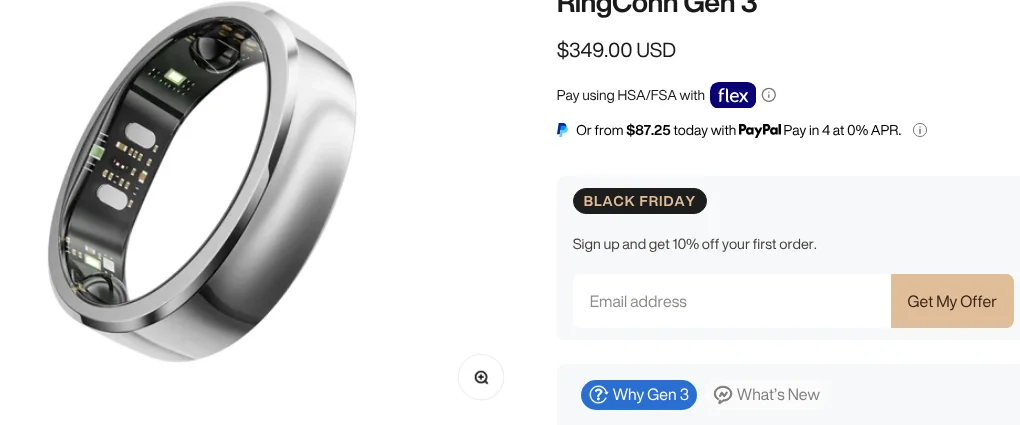 RingConn Gen 3
$349.00 USD
Pay using HSA/FSA with flex
Or from $87.25 today with PayPal Pay in 4 at 0% APR.
BLACK FRIDAY
Sign up and get 10% off your first order.
Email address
Get My Offer
Why Gen 3
What's New